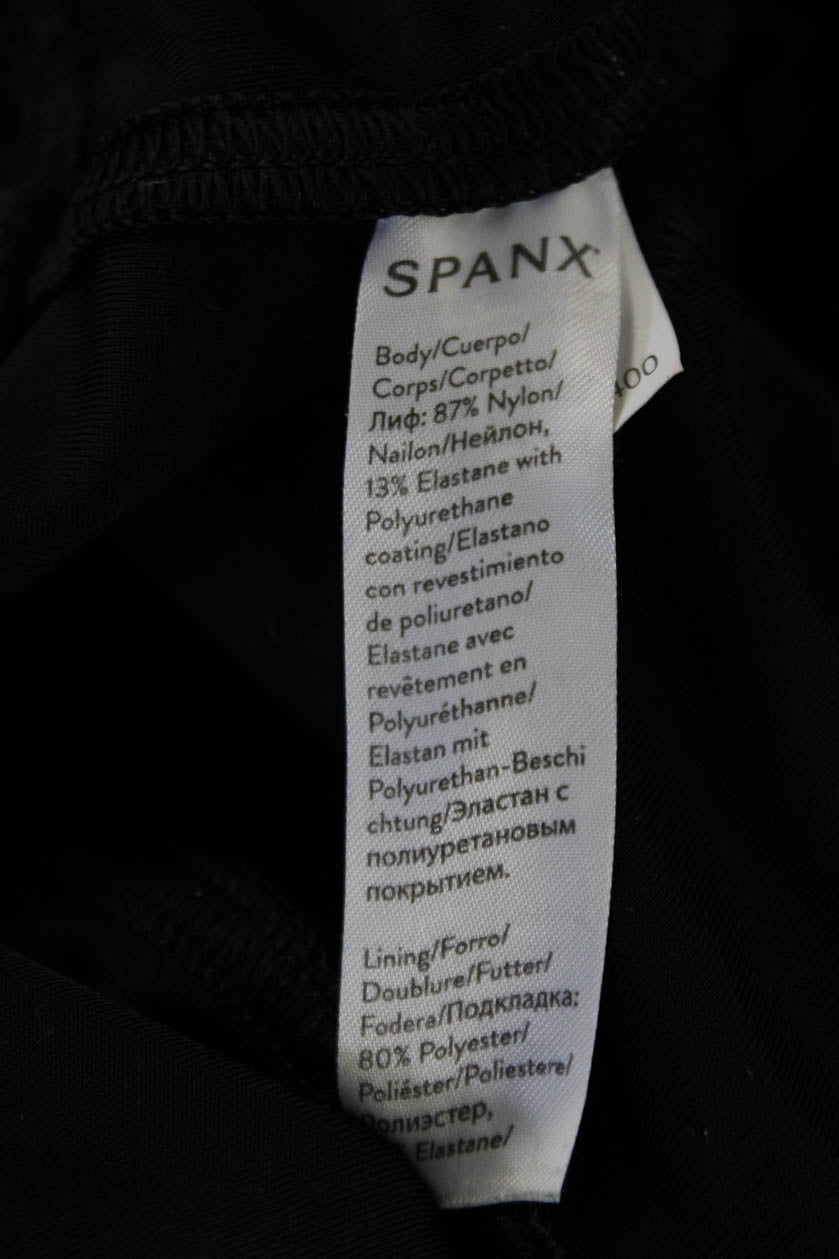 SPANX
Body/Cuerpo/
Corps/Corpetto/
Лиф: 87% Nylon/
Nailon/Нейлон,
13% Elastane with
Polyurethane
coating/Elastano
con revestimiento
de poliuretano/
Elastane avec
revêtement en
Polyuréthanne/
Elastan mit
Polyurethan-Beschi
chtung/Эластан с
полиуретановым
покрытием.
Lining/Forro/
Doublure/Futter/
Fodera/Подкладка:
80% Polyester/
Poliéster/Poliestere/
Полиэстер,
Elastane/